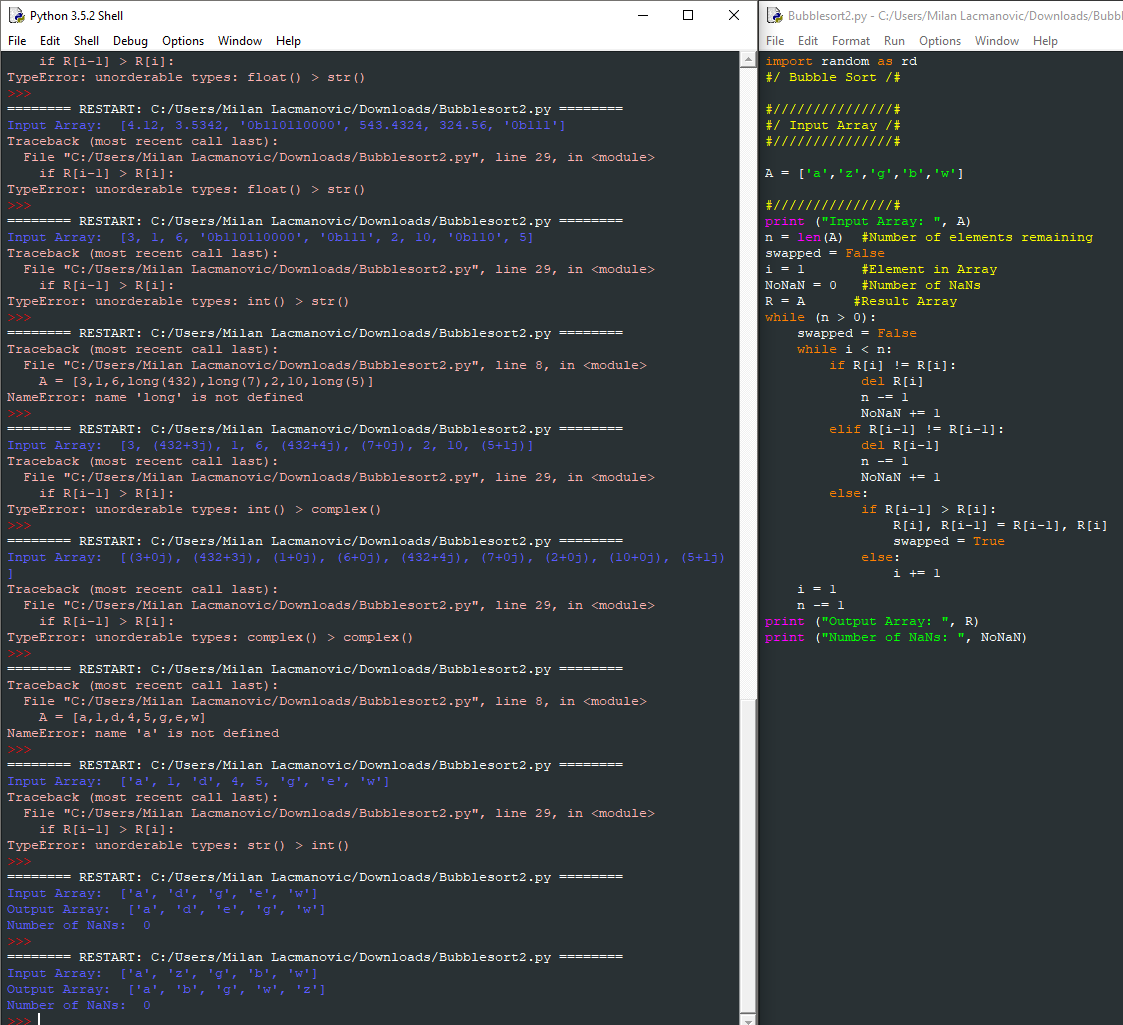 Python 3.5.2 Shell
File Edit Shell Debug Options Window Help
    if R[i-1] > R[i]:
TypeError: unorderable types: float() > str()
>>>
======== RESTART: C:/Users/Milan Lacmanovic/Downloads/Bubblesort2.py ========
Input Array:  [4.12, 3.5342, '0b110110000', 543.4324, 324.56, '0b111']
Traceback (most recent call last):
  File "C:/Users/Milan Lacmanovic/Downloads/Bubblesort2.py", line 29, in <module>
    if R[i-1] > R[i]:
TypeError: unorderable types: float() > str()
>>>
======== RESTART: C:/Users/Milan Lacmanovic/Downloads/Bubblesort2.py ========
Input Array:  [3, 1, 6, '0b110110000', '0b111', 2, 10, '0b110', 5]
Traceback (most recent call last):
  File "C:/Users/Milan Lacmanovic/Downloads/Bubblesort2.py", line 29, in <module>
    if R[i-1] > R[i]:
TypeError: unorderable types: int() > str()
>>>
======== RESTART: C:/Users/Milan Lacmanovic/Downloads/Bubblesort2.py ========
Traceback (most recent call last):
  File "C:/Users/Milan Lacmanovic/Downloads/Bubblesort2.py", line 8, in <module>
    A = [3,1,6,long(432),long(7),2,10,long(5)]
NameError: name 'long' is not defined
>>>
======== RESTART: C:/Users/Milan Lacmanovic/Downloads/Bubblesort2.py ========
Input Array:  [3, (432+3j), 1, 6, (432+4j), (7+0j), 2, 10, (5+1j)]
Traceback (most recent call last):
  File "C:/Users/Milan Lacmanovic/Downloads/Bubblesort2.py", line 29, in <module>
    if R[i-1] > R[i]:
TypeError: unorderable types: int() > complex()
>>>
======== RESTART: C:/Users/Milan Lacmanovic/Downloads/Bubblesort2.py ========
Input Array:  [(3+0j), (432+3j), (1+0j), (6+0j), (432+4j), (7+0j), (2+0j), (10+0j), (5+1j)
]
Traceback (most recent call last):
  File "C:/Users/Milan Lacmanovic/Downloads/Bubblesort2.py", line 29, in <module>
    if R[i-1] > R[i]:
TypeError: unorderable types: complex() > complex()
>>>
======== RESTART: C:/Users/Milan Lacmanovic/Downloads/Bubblesort2.py ========
Traceback (most recent call last):
  File "C:/Users/Milan Lacmanovic/Downloads/Bubblesort2.py", line 8, in <module>
    A = [a,1,d,4,5,g,e,w]
NameError: name 'a' is not defined
>>>
======== RESTART: C:/Users/Milan Lacmanovic/Downloads/Bubblesort2.py ========
Input Array:  ['a', 1, 'd', 4, 5, 'g', 'e', 'w']
Traceback (most recent call last):
  File "C:/Users/Milan Lacmanovic/Downloads/Bubblesort2.py", line 29, in <module>
    if R[i-1] > R[i]:
TypeError: unorderable types: str() > int()
>>>
======== RESTART: C:/Users/Milan Lacmanovic/Downloads/Bubblesort2.py ========
Input Array:  ['a', 'd', 'g', 'e', 'w']
Output Array:  ['a', 'd', 'e', 'g', 'w']
Number of NaNs:  0
>>>
======== RESTART: C:/Users/Milan Lacmanovic/Downloads/Bubblesort2.py ========
Input Array:  ['a', 'z', 'g', 'b', 'w']
Output Array:  ['a', 'b', 'g', 'w', 'z']
Number of NaNs:  0
>>>
Bubblesort2.py - C:/Users/Milan Lacmanovic/Downloads/Bubbl
File Edit Format Run Options Window Help
import random as rd
#/ Bubble Sort /#

#///////////////#
#/ Input Array /#
#///////////////#

A = ['a','z','g','b','w']

#///////////////#
print ("Input Array: ", A)
n = len(A)  #Number of elements remaining
swapped = False
i = 1       #Element in Array
NoNaN = 0   #Number of NaNs
R = A      #Result Array
while (n > 0):
    swapped = False
    while i < n:
        if R[i] != R[i]:
            del R[i]
            n -= 1
            NoNaN += 1
        elif R[i-1] != R[i-1]:
            del R[i-1]
            n -= 1
            NoNaN += 1
        else:
            if R[i-1] > R[i]:
                R[i], R[i-1] = R[i-1], R[i]
                swapped = True
            else:
                i += 1
    i = 1
    n -= 1
print ("Output Array: ", R)
print ("Number of NaNs: ", NoNaN)